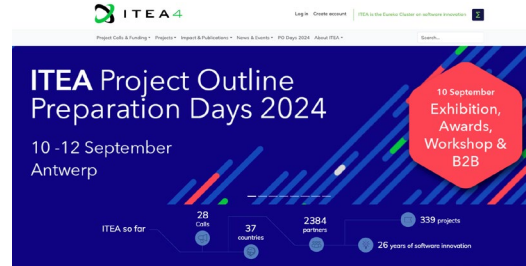 ITEA4
Log in Create account ITEA is the Eureka Cluster on software innovation
Project Calls & Funding Projects Impact & Publications News & Events PO Days 2024 About ITEA Search...
ITEA Project Outline
Preparation Days 2024
10 -12 September
Antwerp
10 September
Exhibition,
Awards,
Workshop &
B2B
ITEA so far
28
Calls
37
countries
2384
partners
339 projects
26 years of software innovation